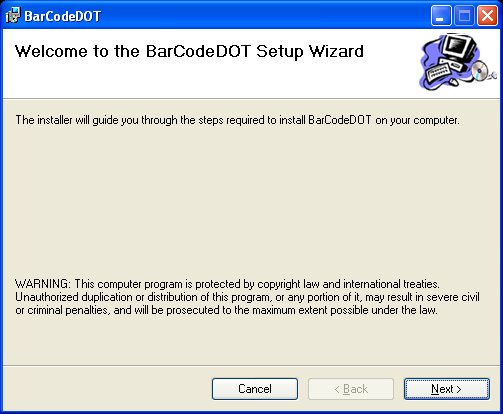 BarCodeDOT
Welcome to the BarCodeDOT Setup Wizard
The installer will guide you through the steps required to install BarCodeDOT on your computer.
WARNING: This computer program is protected by copyright law and international treaties.
Unauthorized duplication or distribution of this program, or any portion of it, may result in severe civil
or criminal penalties, and will be prosecuted to the maximum extent possible under the law.
Cancel
< Back
Next >